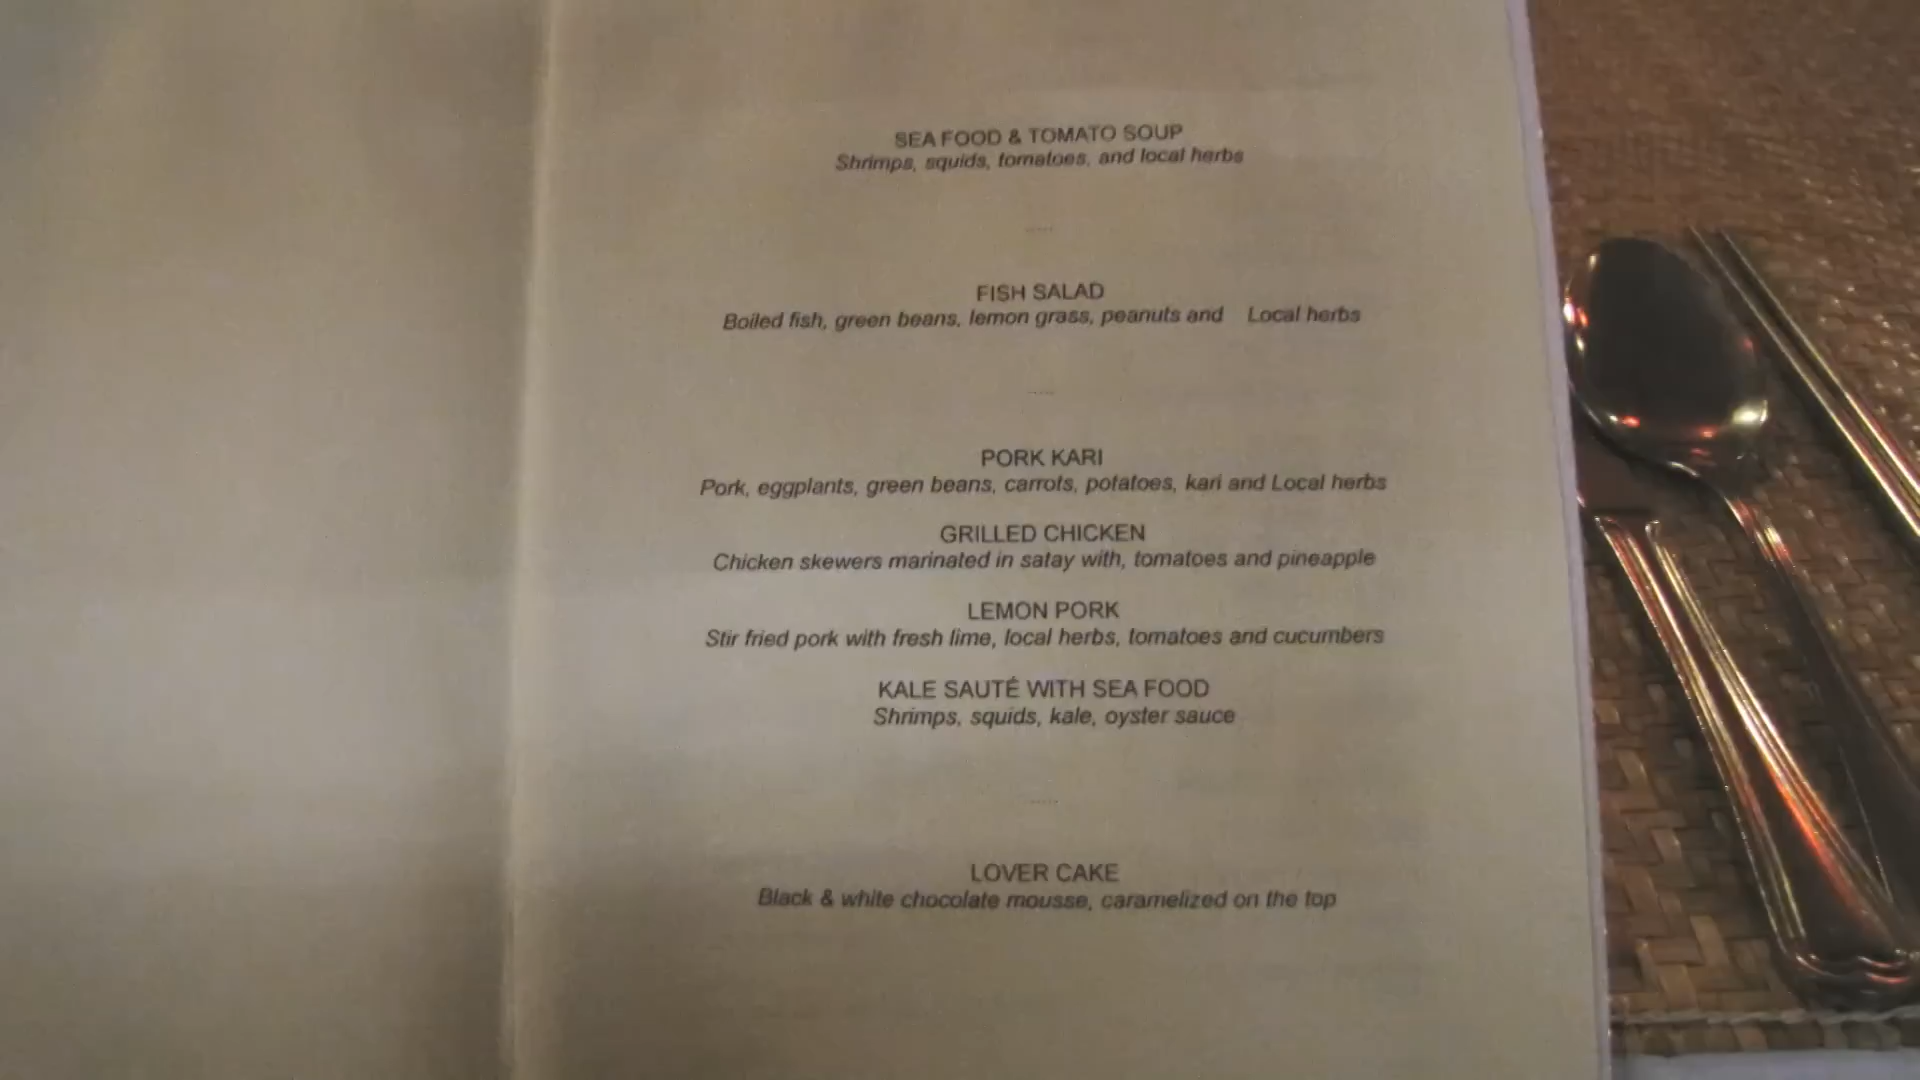 SEA FOOD & TOMATO SOUP
Shrimps, squids, tomatoes, and local herbs
.....
FISH SALAD
Boiled fish, green beans, lemon grass, peanuts and Local herbs
.....
PORK KARI
Pork, eggplants, green beans, carrots, potatoes, kari and Local herbs
GRILLED CHICKEN
Chicken skewers marinated in satay with, tomatoes and pineapple
LEMON PORK
Stir fried pork with fresh lime, local herbs, tomatoes and cucumbers
KALE SAUTÉ WITH SEA FOOD
Shrimps, squids, kale, oyster sauce
.....
LOVER CAKE
Black & white chocolate mousse, caramelized on the top